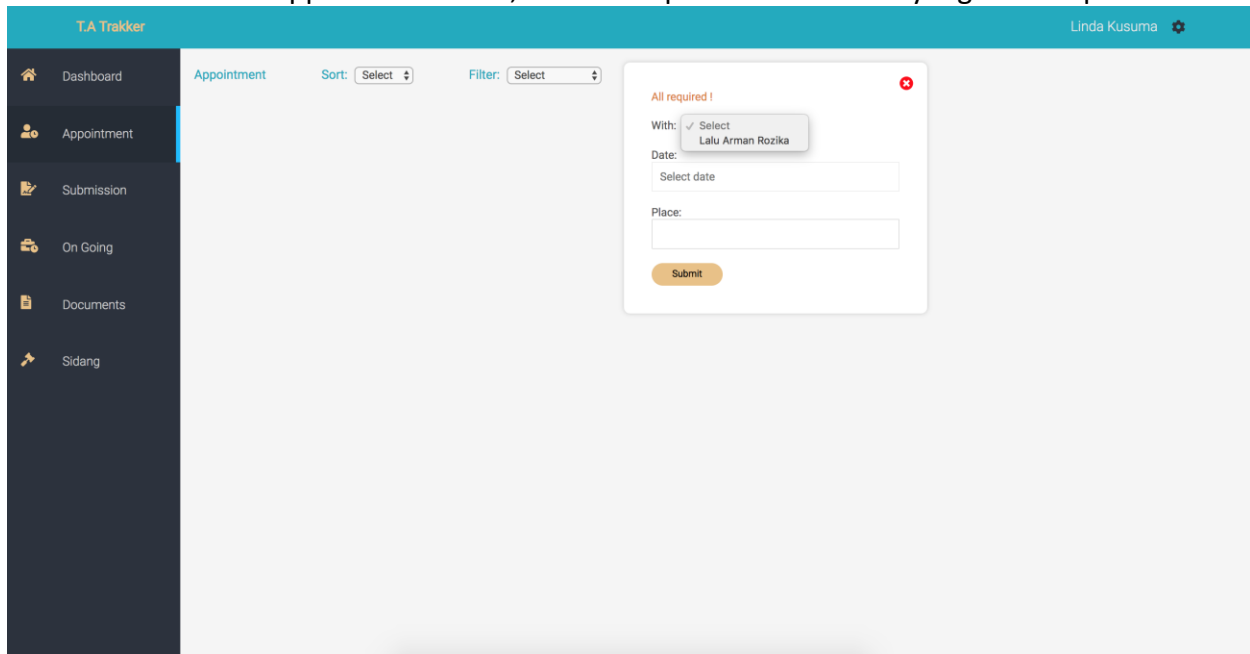 T.A Trakker
Linda Kusuma
Dashboard
Appointment
Submission
On Going
Documents
Sidang
Appointment Sort: Select Filter: Select
All required !
With: ✓ Select
Lalu Arman Rozika
Date:
Select date
Place:
Submit